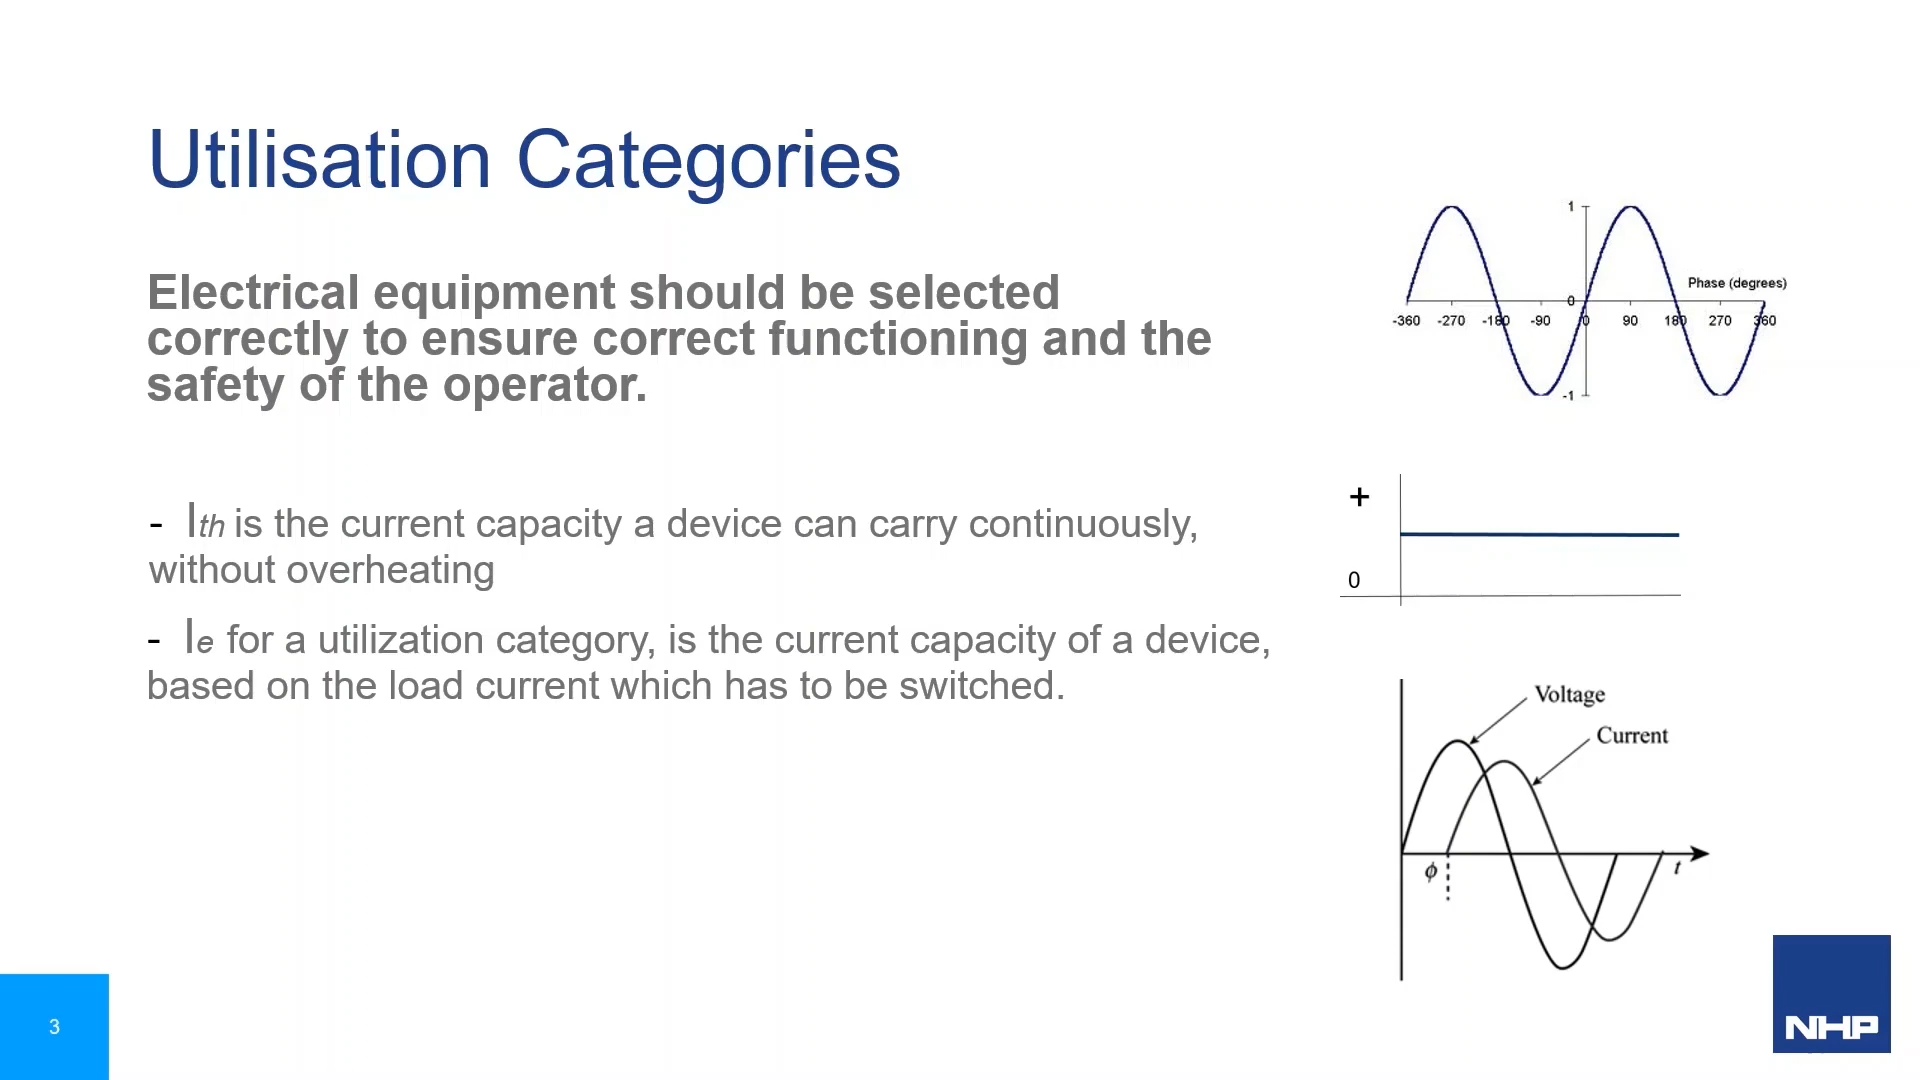 Utilisation Categories
Electrical equipment should be selected
correctly to ensure correct functioning and the
safety of the operator.
- Ith is the current capacity a device can carry continuously,
without overheating
- Ie for a utilization category, is the current capacity of a device,
based on the load current which has to be switched.
1
Phase (degrees)
0
-360 -270 -180 -90 0 90 180 270 360
-1
+
0
Voltage
Current
ϕ
t
3
NHP